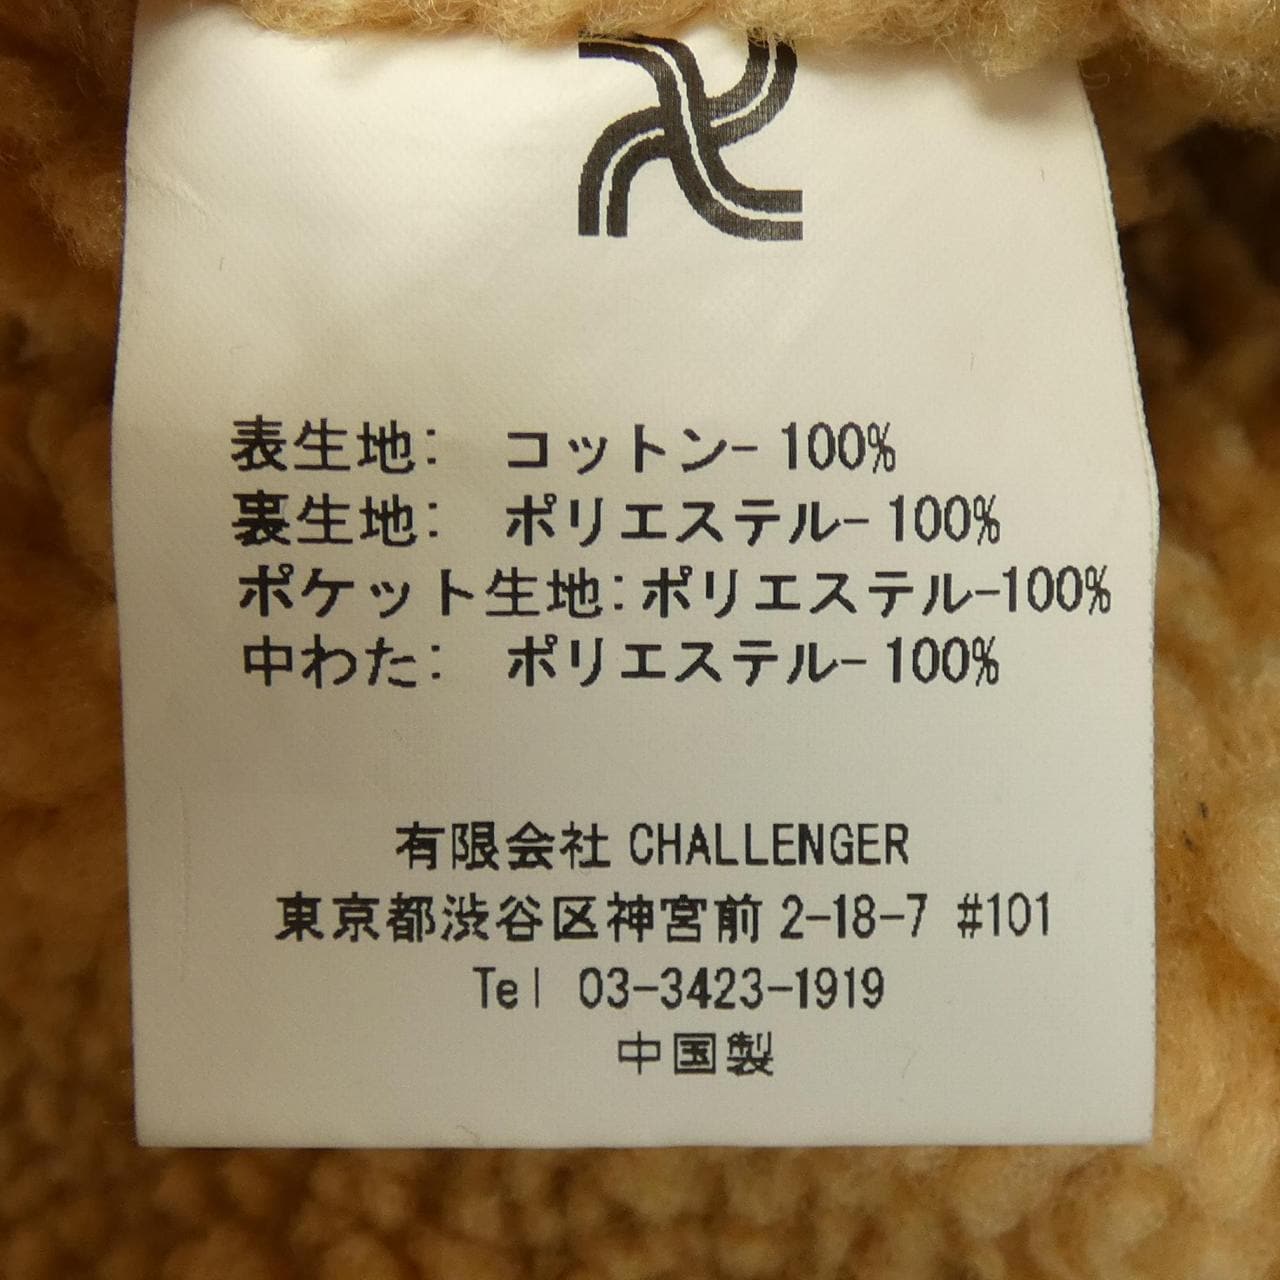 表生地: コットン-100%
裏生地: ポリエステル-100%
ポケット生地:ポリエステル-100%
中わた: ポリエステル-100%
有限会社 CHALLENGER
東京都渋谷区神宮前 2-18-7 #101
Tel 03-3423-1919
中国製